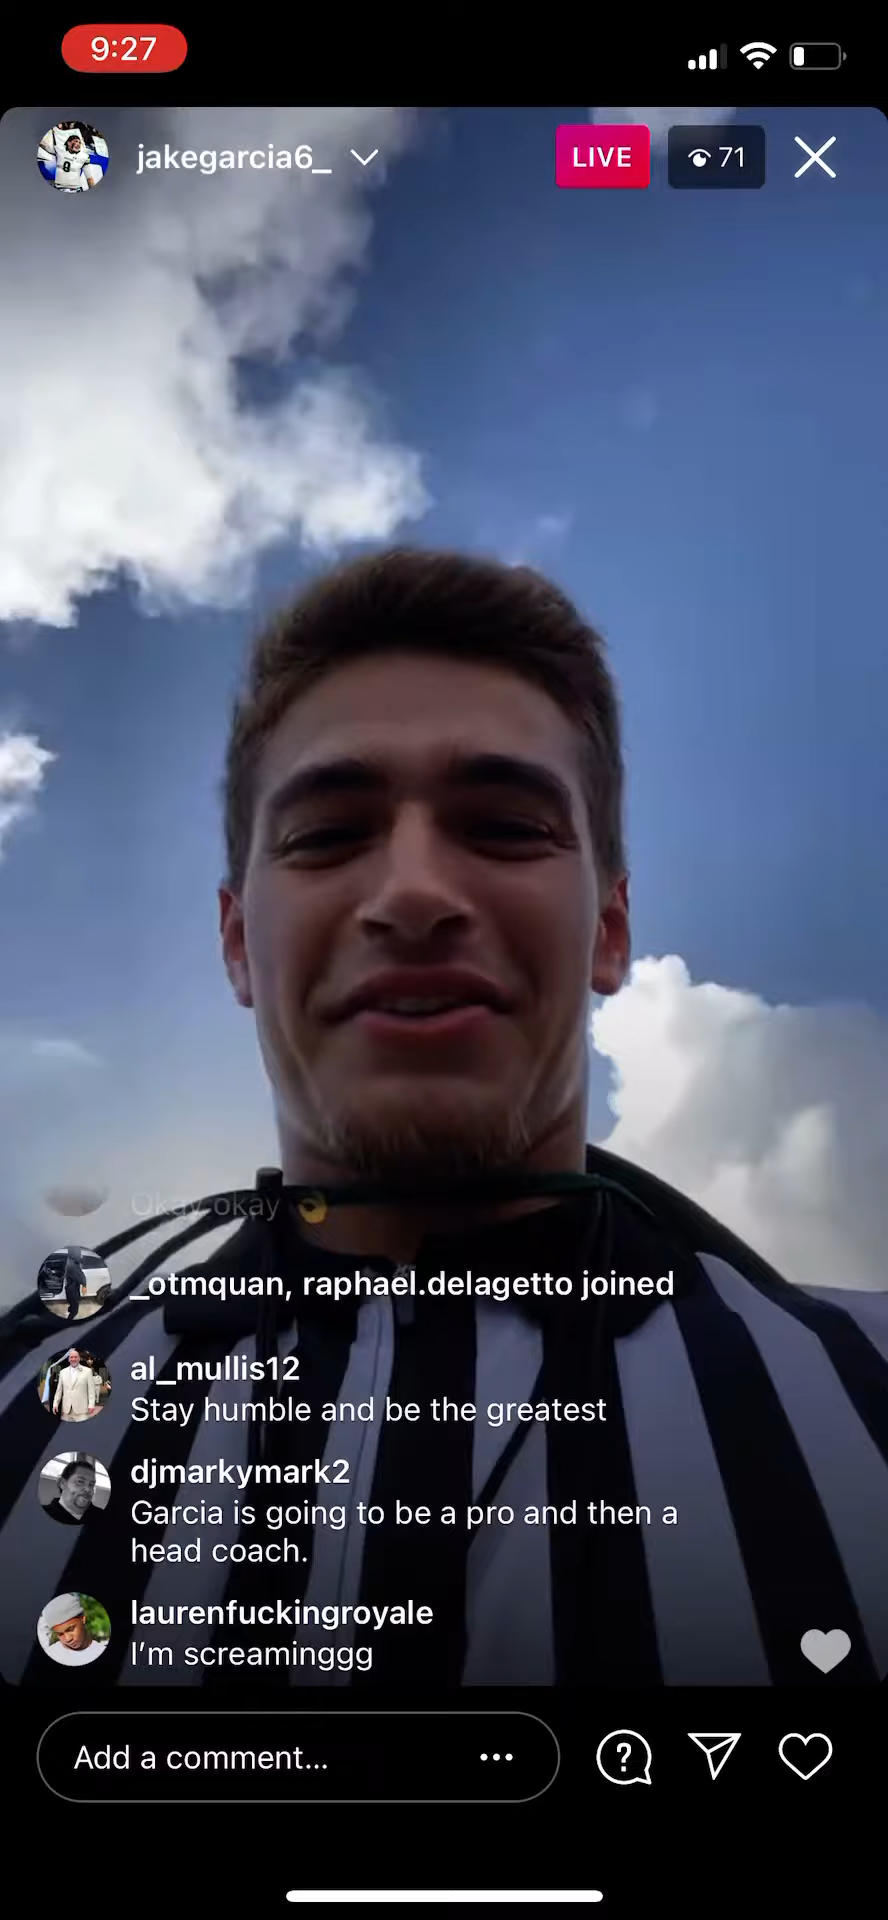 9:27
jakegarcia6_
LIVE
71
Okay okay
_otmquan, raphael.delagetto joined
al_mullis12
Stay humble and be the greatest
djmarkymark2
Garcia is going to be a pro and then a
head coach.
laurenfuckingroyale
I’m screaminggg
Add a comment...